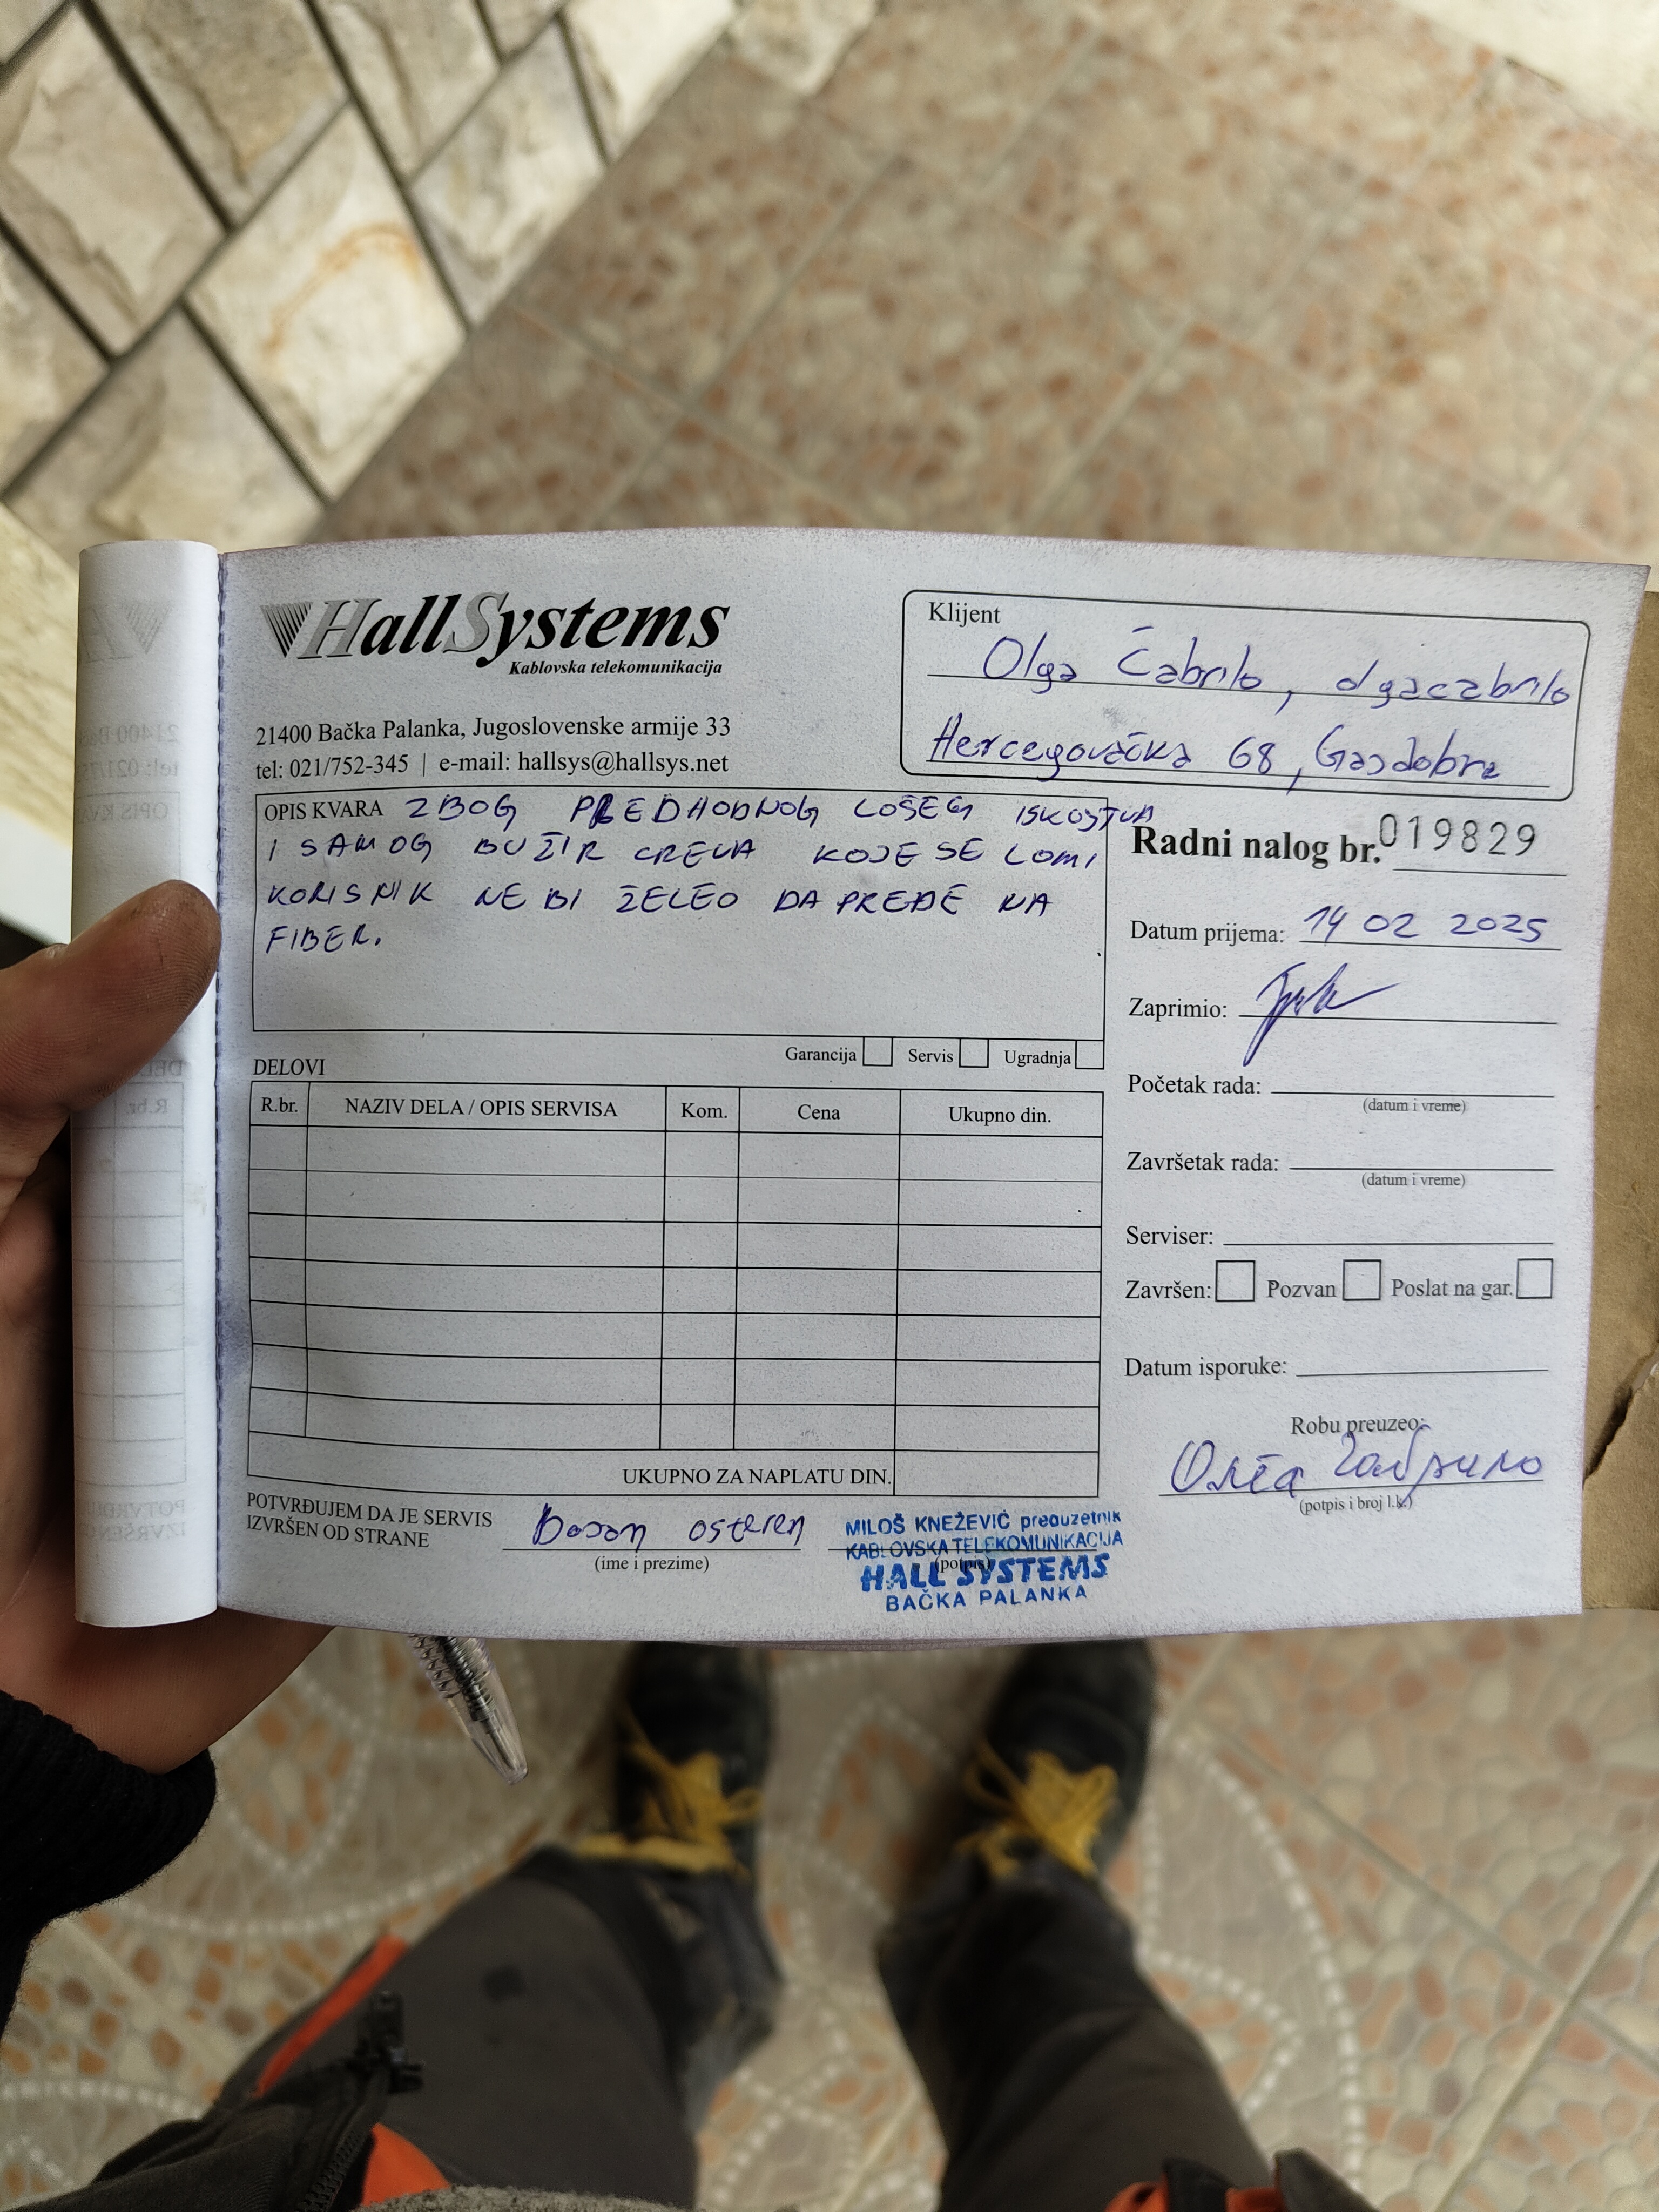 HallSystems
Kablovska telekomunikacija
21400 Bačka Palanka, Jugoslovenske armije 33
tel: 021/752-345 | e-mail: hallsys@hallsys.net
Klijent
Olga Čabrilo, olgacabrilo
Hercegovačka 68, Gajdobra
OPIS KVARA ZBOG PREDHODNOG LOŠEG ISKUSTVA
I SAMOG BUŽIR CREVA KOJE SE LOMI
KORISNIK NE BI ŽELEO DA PREĐE NA
FIBER.
Radni nalog br. 019829
Datum prijema: 14 02 2025
Zaprimio:
Početak rada:
(datum i vreme)
Završetak rada:
(datum i vreme)
Serviser:
Završen: Pozvan Poslat na gar.
Datum isporuke:
Robu preuzeo:
Олга Чабрило
(potpis i broj l.k.)
Garancija Servis Ugradnja
DELOVI
R.br. NAZIV DELA / OPIS SERVISA Kom. Cena Ukupno din.
UKUPNO ZA NAPLATU DIN.
POTVRĐUJEM DA JE SERVIS
IZVRŠEN OD STRANE
(ime i prezime)
(potpis)
MILOŠ KNEŽEVIĆ preduzetnik
KABLOVSKA TELEKOMUNIKACIJA
HALL SYSTEMS
BAČKA PALANKA